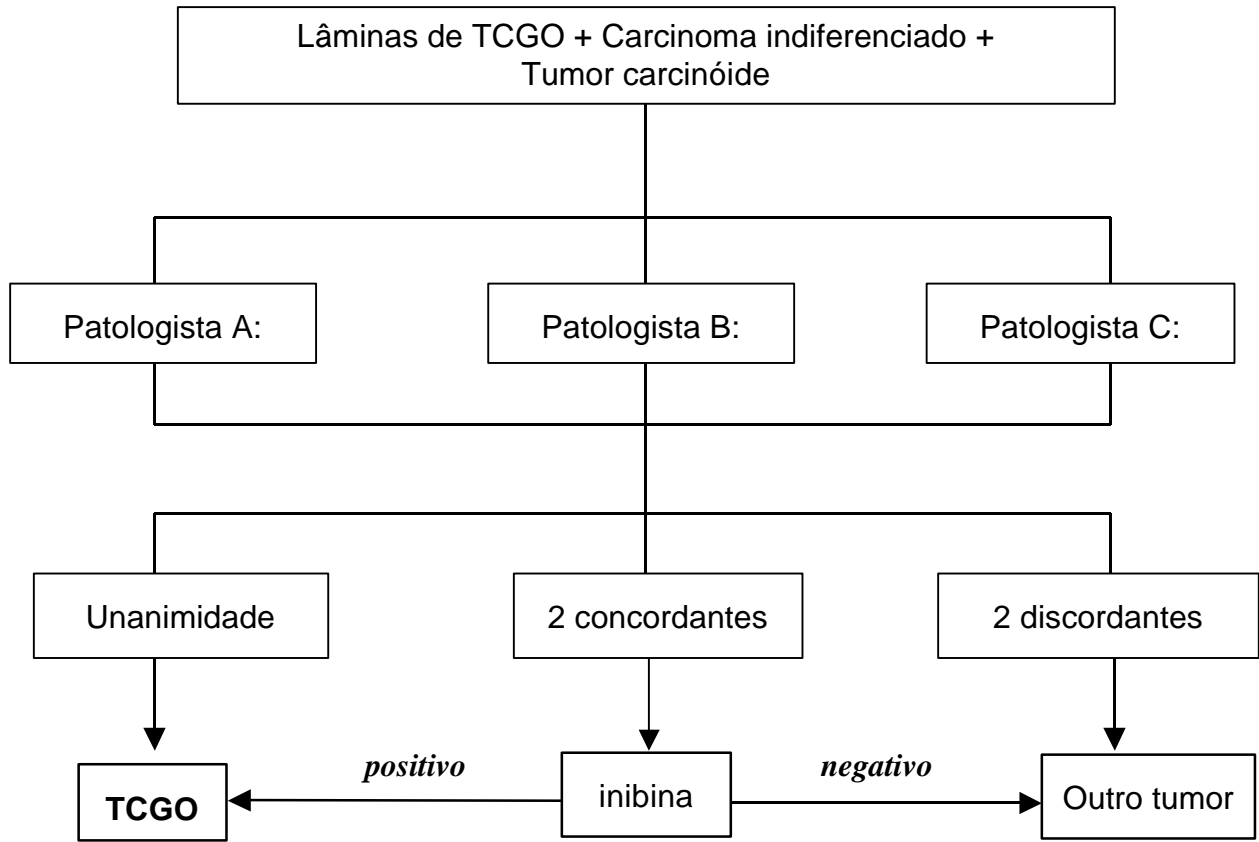 Lâminas de TCGO + Carcinoma indiferenciado +
Tumor carcinóide
Patologista A:
Patologista B:
Patologista C:
Unanimidade
2 concordantes
2 discordantes
positivo
negativo
TCGO
inibina
Outro tumor